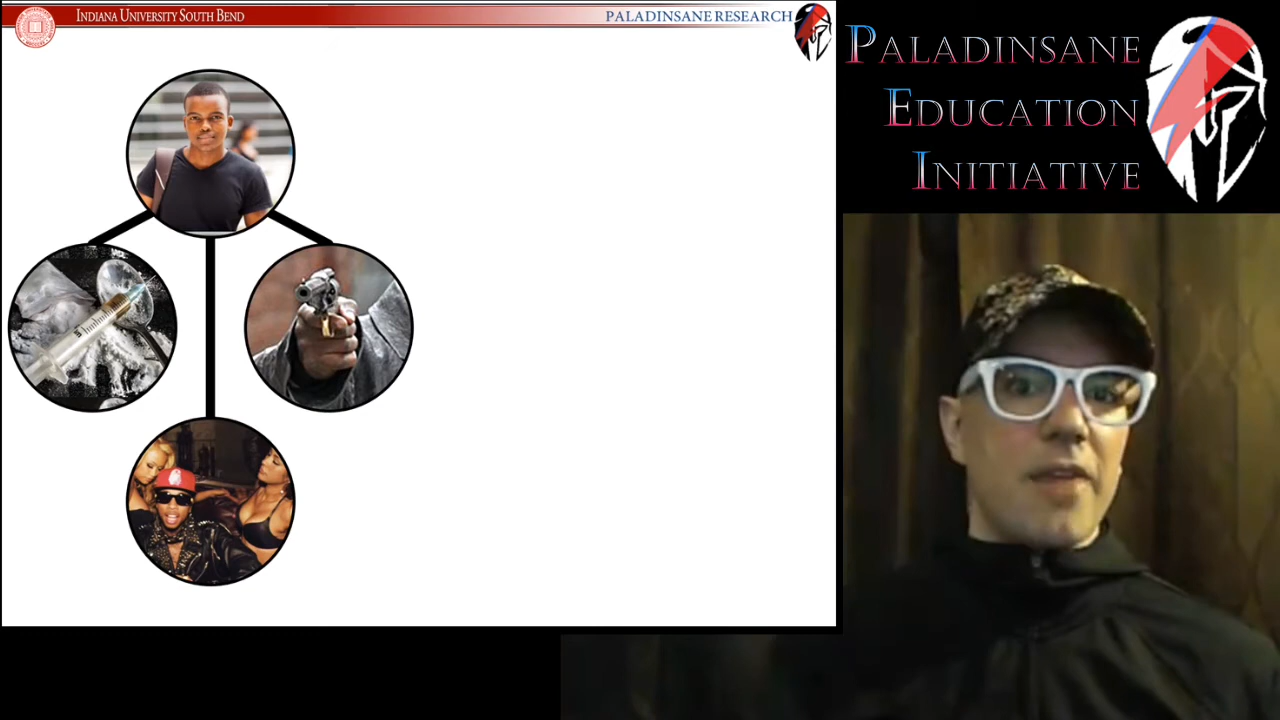 INDIANA UNIVERSITY SOUTH BEND
PALADINSANE RESEARCH
PALADINSANE
EDUCATION
INITIATIVE